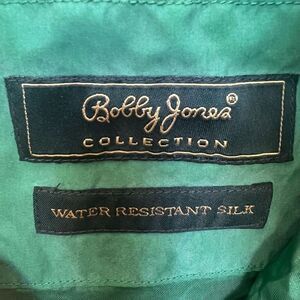 Bobby Jones®
COLLECTION
WATER RESISTANT SILK